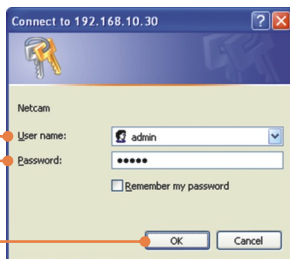 Connect to 192.168.10.30
Netcam
User name:
admin
Password:
•••••
Remember my password
OK
Cancel